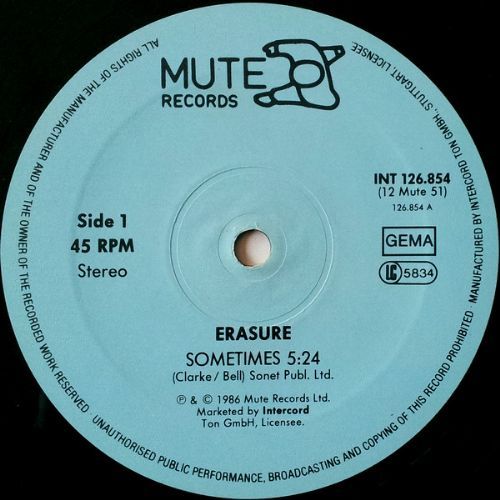 MUTE
RECORDS
INT 126.854
(12 Mute 51)
126.854 A
Side 1
45 RPM
Stereo
GEMA
LC 5834
ERASURE
SOMETIMES 5:24
(Clarke/Bell) Sonet Publ. Ltd.
℗ & © 1986 Mute Records Ltd.
Marketed by Intercord
Ton GmbH, Licensee.
ALL RIGHTS OF THE MANUFACTURER AND OF THE OWNER OF THE RECORDED WORK RESERVED · UNAUTHORISED PUBLIC PERFORMANCE, BROADCASTING AND COPYING OF THIS RECORD PROHIBITED · MANUFACTURED BY INTERCORD TON GMBH, STUTTGART, LICENSEE